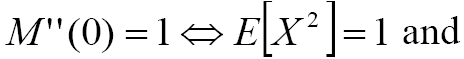 M''(0) = 1 ⇔ E[X²] = 1 and